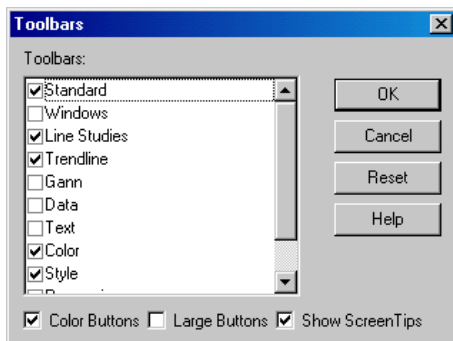 Toolbars
Toolbars:
Standard
Windows
Line Studies
Trendline
Gann
Data
Text
Color
Style
OK
Cancel
Reset
Help
Color Buttons Large Buttons Show ScreenTips